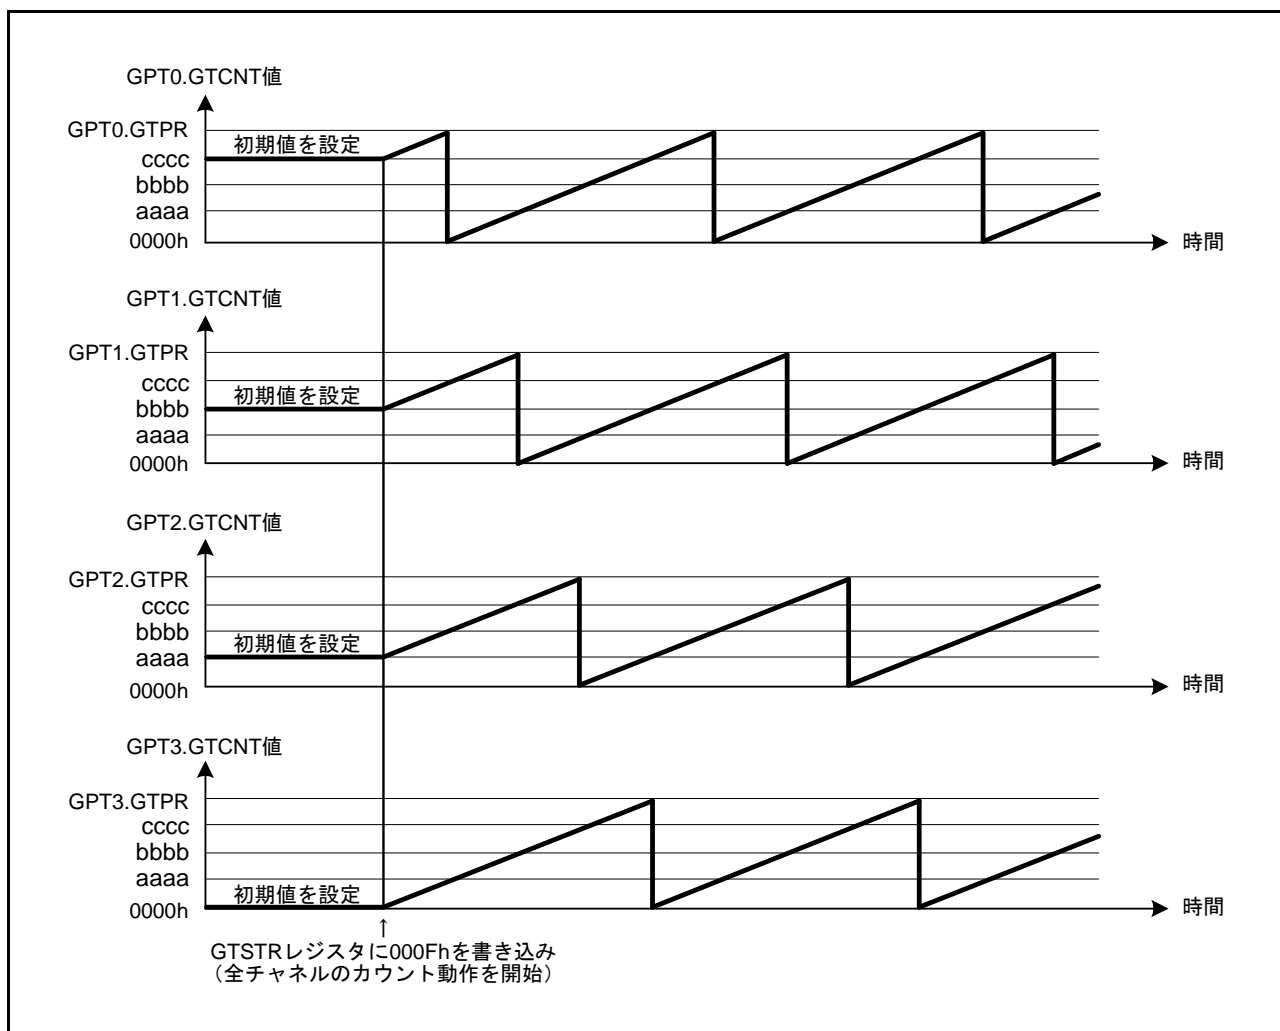 GPT0.GTCNT値
GPT0.GTPR
初期値を設定
cccc
bbbb
aaaa
0000h
時間
GPT1.GTCNT値
GPT1.GTPR
cccc
初期値を設定
bbbb
aaaa
0000h
時間
GPT2.GTCNT値
GPT2.GTPR
cccc
bbbb
初期値を設定
aaaa
0000h
時間
GPT3.GTCNT値
GPT3.GTPR
cccc
bbbb
aaaa
初期値を設定
0000h
時間
↑
GTSTRレジスタに000Fhを書き込み
（全チャネルのカウント動作を開始）